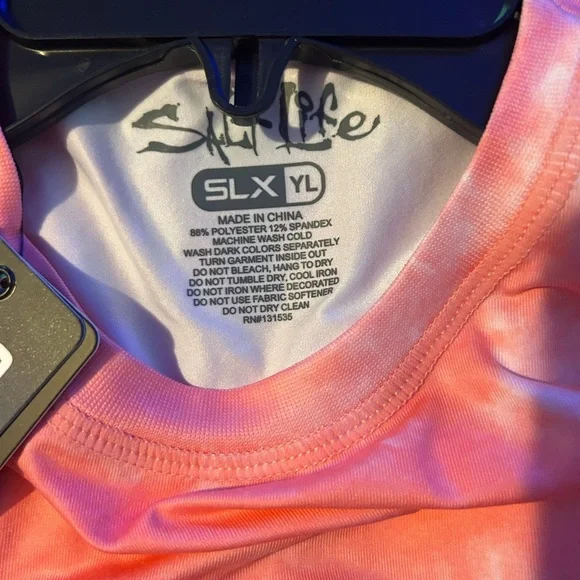 SALT Life
SLX YL
MADE IN CHINA
88% POLYESTER 12% SPANDEX
MACHINE WASH COLD
WASH DARK COLORS SEPARATELY
TURN GARMENT INSIDE OUT
DO NOT BLEACH, HANG TO DRY
DO NOT TUMBLE DRY, COOL IRON
DO NOT IRON WHERE DECORATED
DO NOT USE FABRIC SOFTENER
DO NOT DRY CLEAN
RN#131535